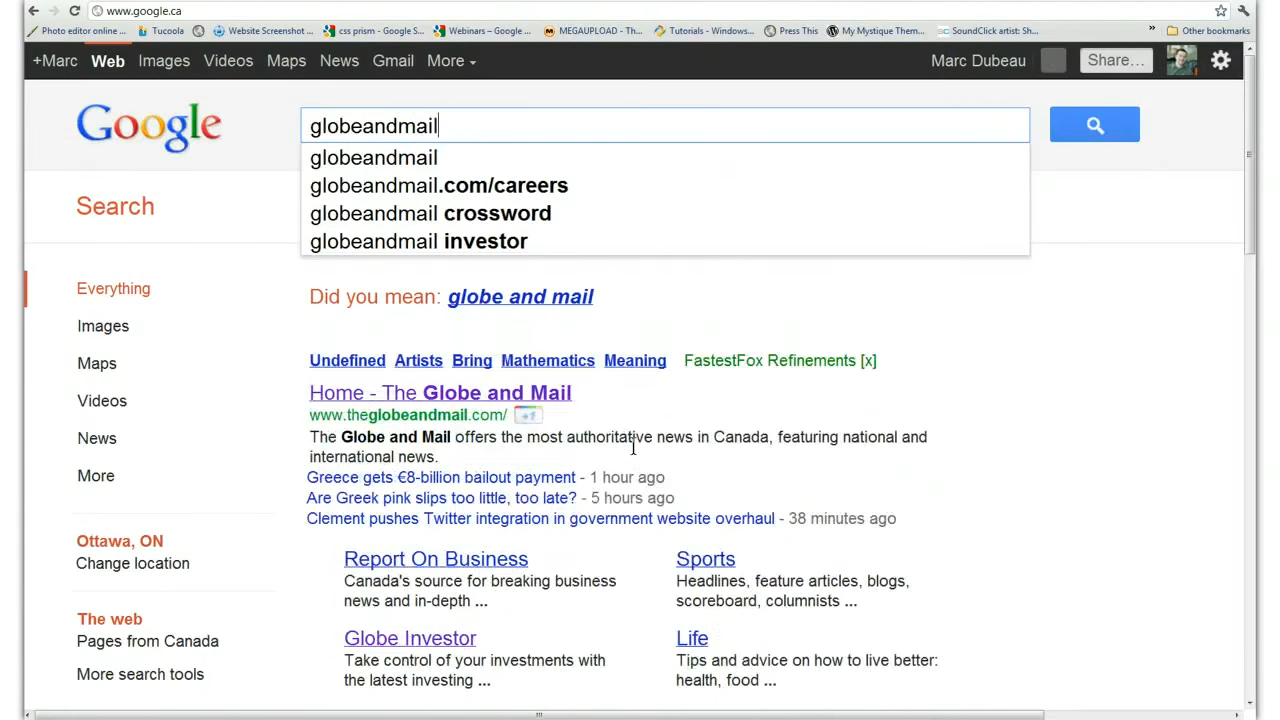 www.google.ca
Photo editor online ... Tucoola Website Screenshot ... css prism - Google S... Webinars – Google ... MEGAUPLOAD - Th... Tutorials - Windows... Press This My Mystique Them... SoundClick artist: Sh... » Other bookmarks
+Marc Web Images Videos Maps News Gmail More Marc Dubeau Share...
Google
globeandmail
globeandmail
globeandmail.com/careers
globeandmail crossword
globeandmail investor
Search
Everything
Images
Maps
Videos
News
More
Ottawa, ON
Change location
The web
Pages from Canada
More search tools
Did you mean: globe and mail
Undefined Artists Bring Mathematics Meaning FastestFox Refinements [x]
Home - The Globe and Mail
www.theglobeandmail.com/ +1
The Globe and Mail offers the most authoritative news in Canada, featuring national and
international news.
Greece gets €8-billion bailout payment - 1 hour ago
Are Greek pink slips too little, too late? - 5 hours ago
Clement pushes Twitter integration in government website overhaul - 38 minutes ago
Report On Business
Canada's source for breaking business
news and in-depth ...
Sports
Headlines, feature articles, blogs,
scoreboard, columnists ...
Globe Investor
Take control of your investments with
the latest investing ...
Life
Tips and advice on how to live better:
health, food ...